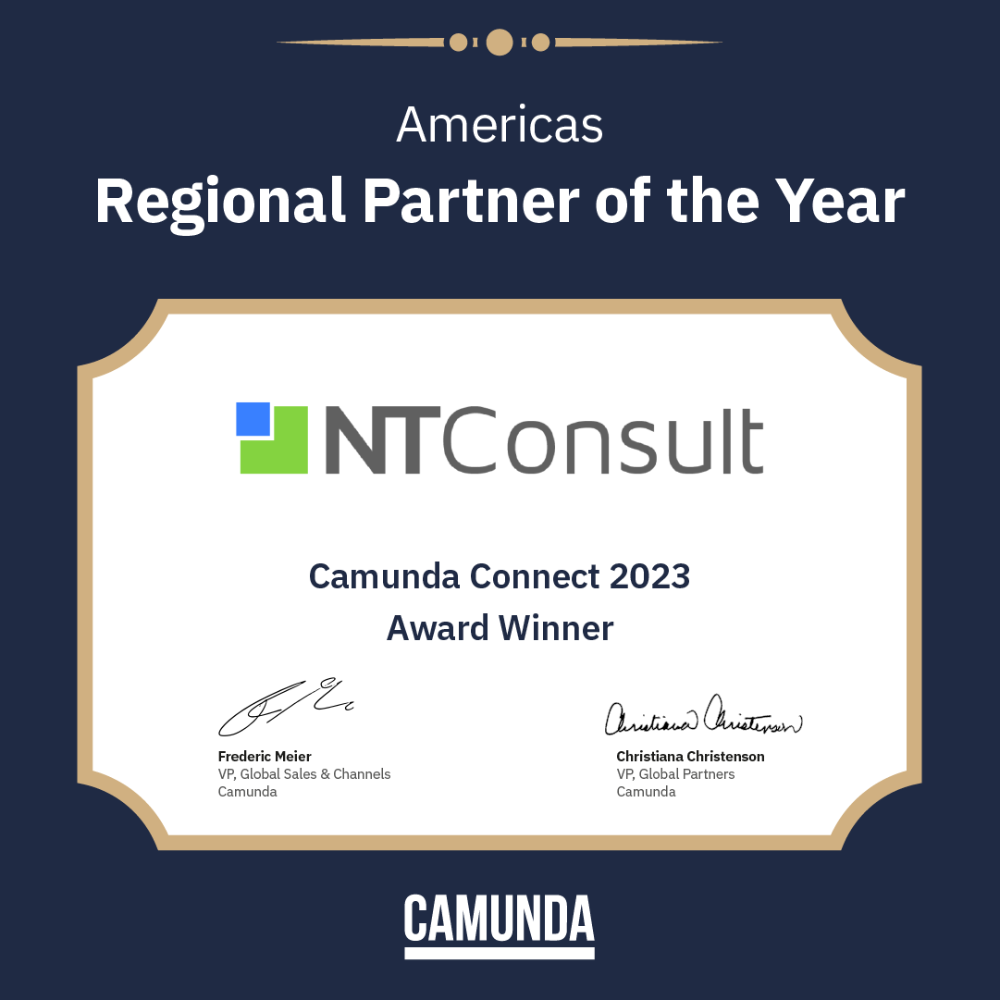 Americas
Regional Partner of the Year
NTConsult
Camunda Connect 2023
Award Winner
Christiana Christenson
Frederic Meier
VP, Global Sales & Channels
Camunda
Christiana Christenson
VP, Global Partners
Camunda
CAMUNDA